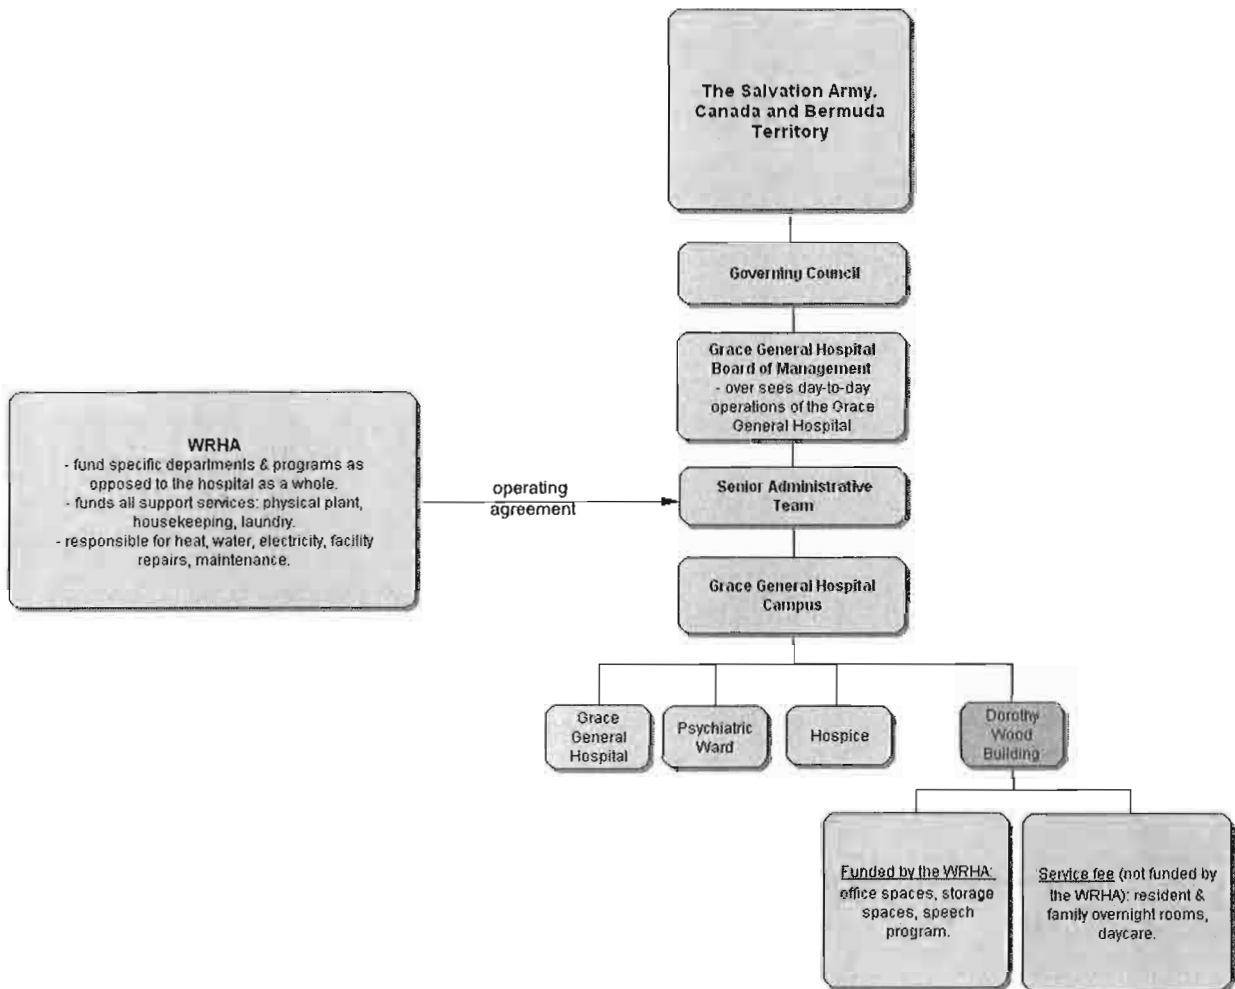 The Salvation Army,
Canada and Bermuda
Territory
Governing Council
Grace General Hospital
Board of Management
- over sees day-to-day
operations of the Grace
General Hospital
WRHA
- fund specific departments & programs as
opposed to the hospital as a whole.
- funds all support services: physical plant,
housekeeping, laundry.
- responsible for heat, water, electricity, facility
repairs, maintenance.
operating
agreement
Senior Administrative
Team
Grace General Hospital
Campus
Grace
General
Hospital
Psychiatric
Ward
Hospice
Dorothy
Wood
Building
Funded by the WRHA:
office spaces, storage
spaces, speech
program.
Service fee (not funded by
the WRHA): resident &
family overnight rooms,
daycare.